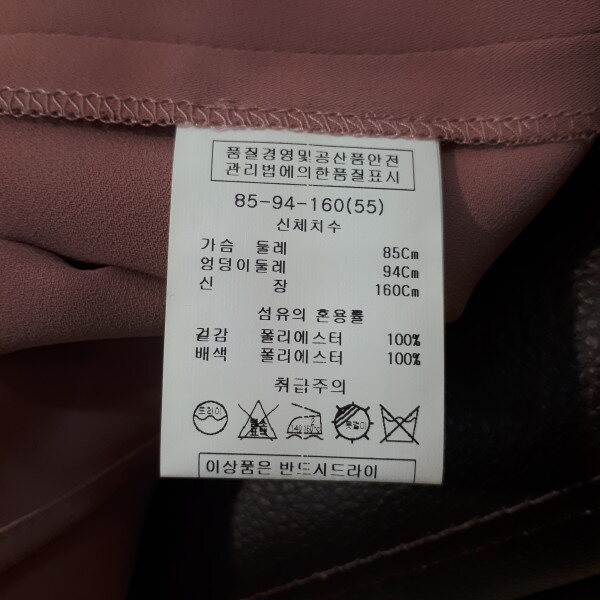 품질경영및공산품안전
관리법에의한품질표시
85-94-160(55)
신체치수
가슴 둘레 85Cm
엉덩이둘레 94Cm
신 장 160Cm
섬유의 혼용률
겉감 폴리에스터 100%
배색 폴리에스터 100%
취급주의
드라이
이상품은 반드시드라이